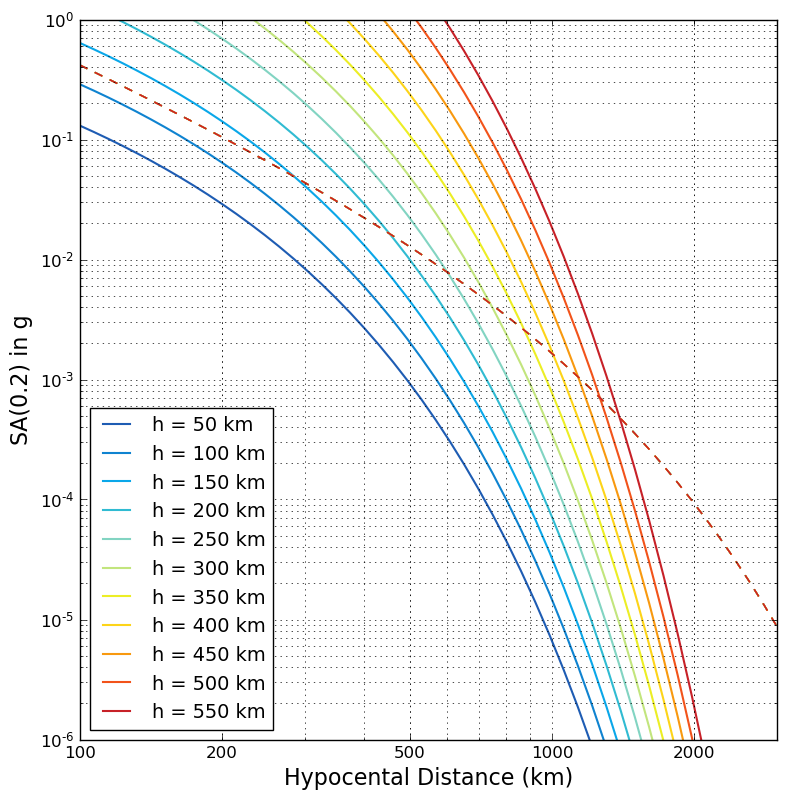 10^0
10^-1
10^-2
10^-3
10^-4
10^-5
10^-6
SA(0.2) in g
h = 50 km
h = 100 km
h = 150 km
h = 200 km
h = 250 km
h = 300 km
h = 350 km
h = 400 km
h = 450 km
h = 500 km
h = 550 km
100 200 500 1000 2000
Hypocental Distance (km)